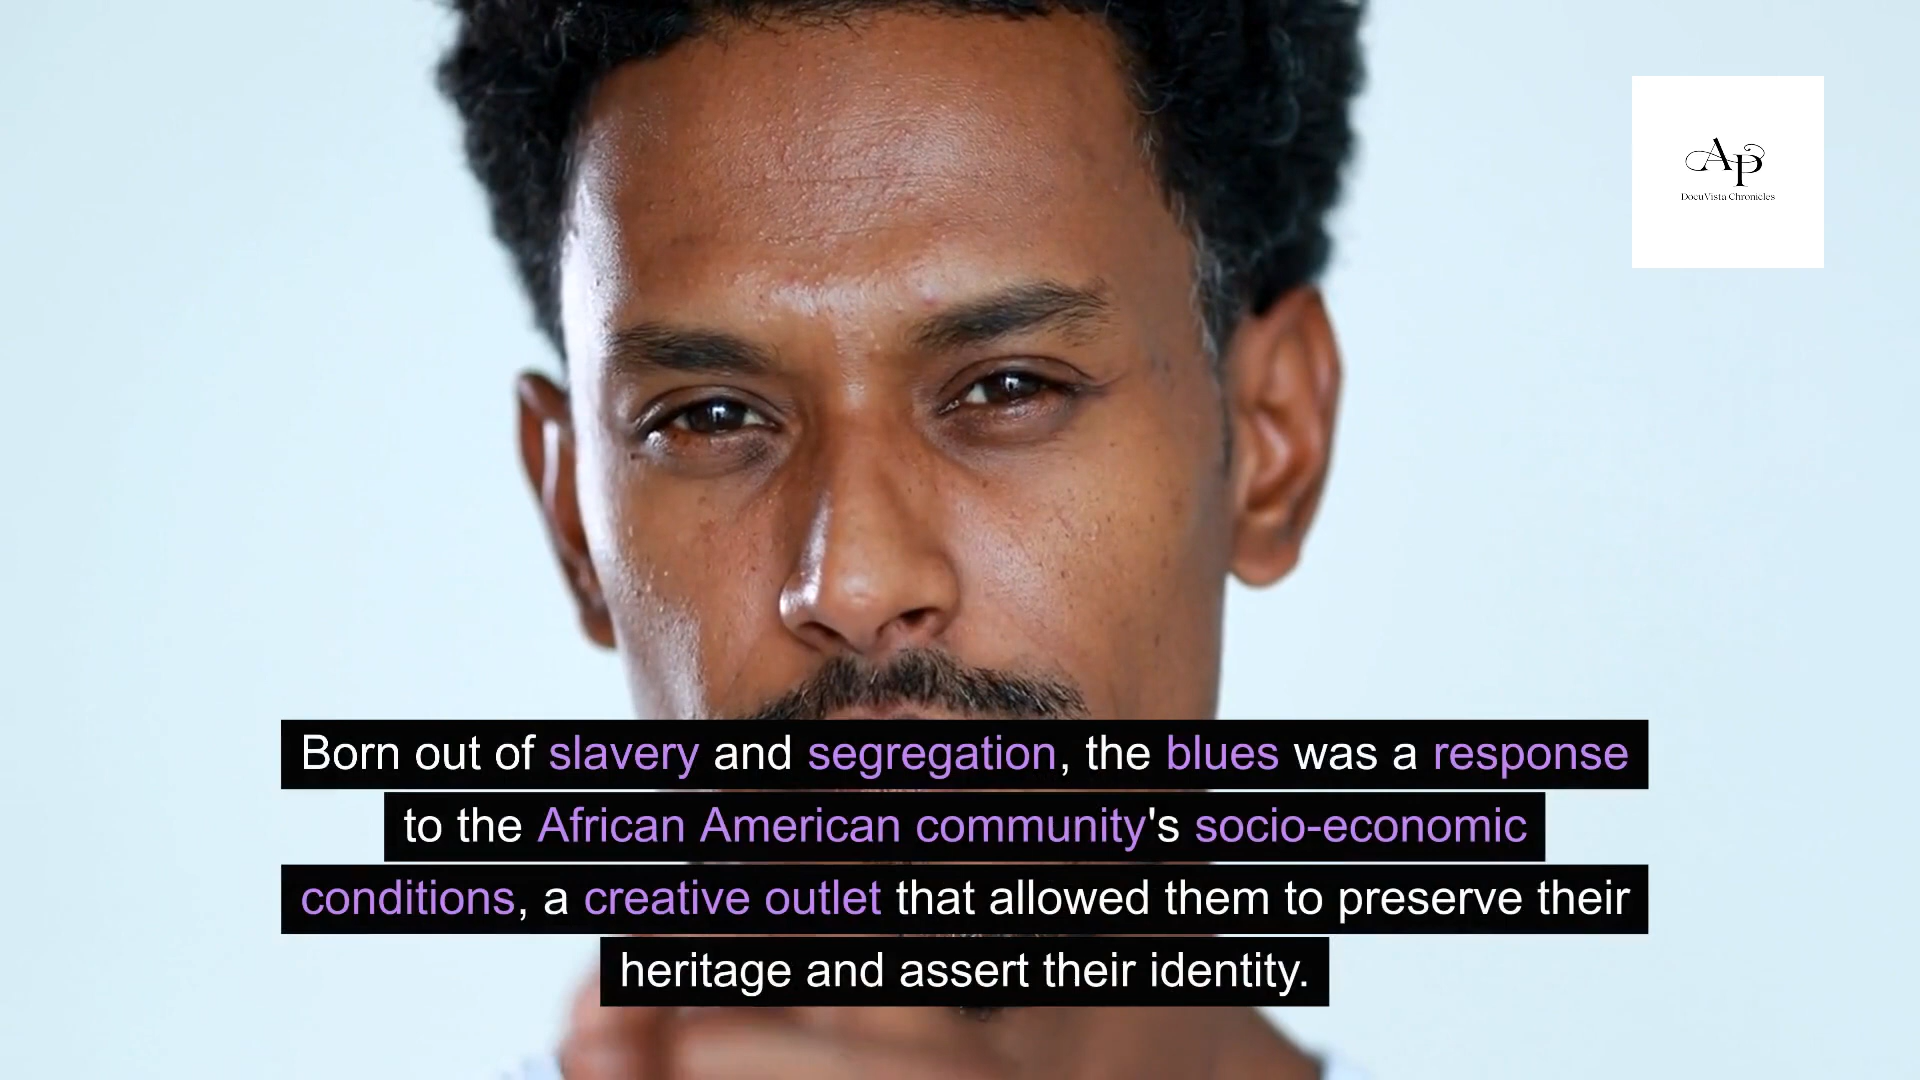 AP
DocuVista Chronicles
Born out of slavery and segregation, the blues was a response
to the African American community's socio-economic
conditions, a creative outlet that allowed them to preserve their
heritage and assert their identity.